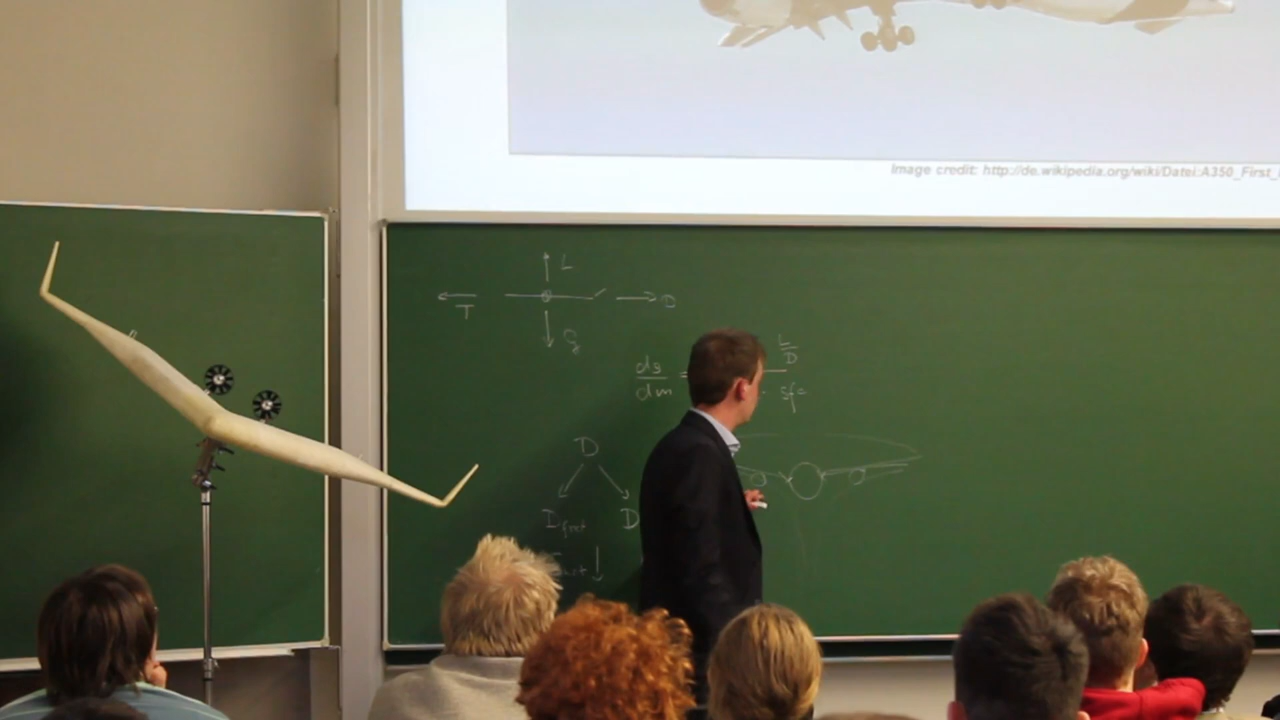 Image credit: http://de.wikipedia.org/wiki/Datei:A350_First_
L
T D
G
L
D
ds =
dm sfc
D
D